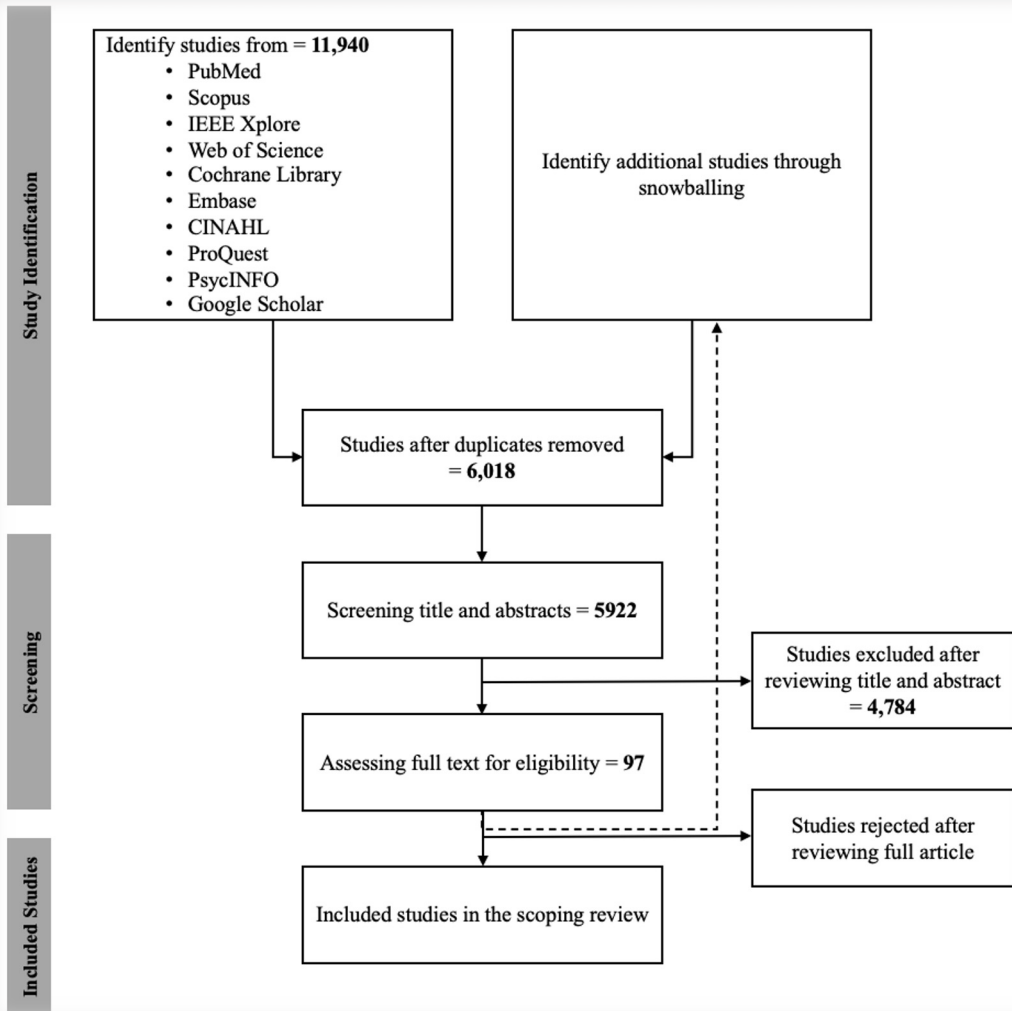 Study Identification
Identify studies from = 11,940
• PubMed
• Scopus
• IEEE Xplore
• Web of Science
• Cochrane Library
• Embase
• CINAHL
• ProQuest
• PsycINFO
• Google Scholar
Identify additional studies through
snowballing
Studies after duplicates removed
= 6,018
Screening
Screening title and abstracts = 5922
Studies excluded after
reviewing title and abstract
= 4,784
Assessing full text for eligibility = 97
Studies rejected after
reviewing full article
Included Studies
Included studies in the scoping review